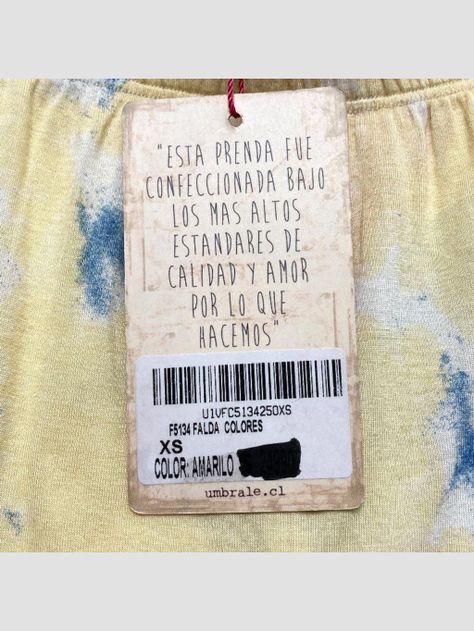 "ESTA PRENDA FUE
CONFECCIONADA BAJO
LOS MAS ALTOS
ESTANDARES DE
CALIDAD Y AMOR
POR LO QUE
HACEMOS"
U1VFC5134250XS
F5134 FALDA COLORES
XS
COLOR: AMARILO
umbrale.cl